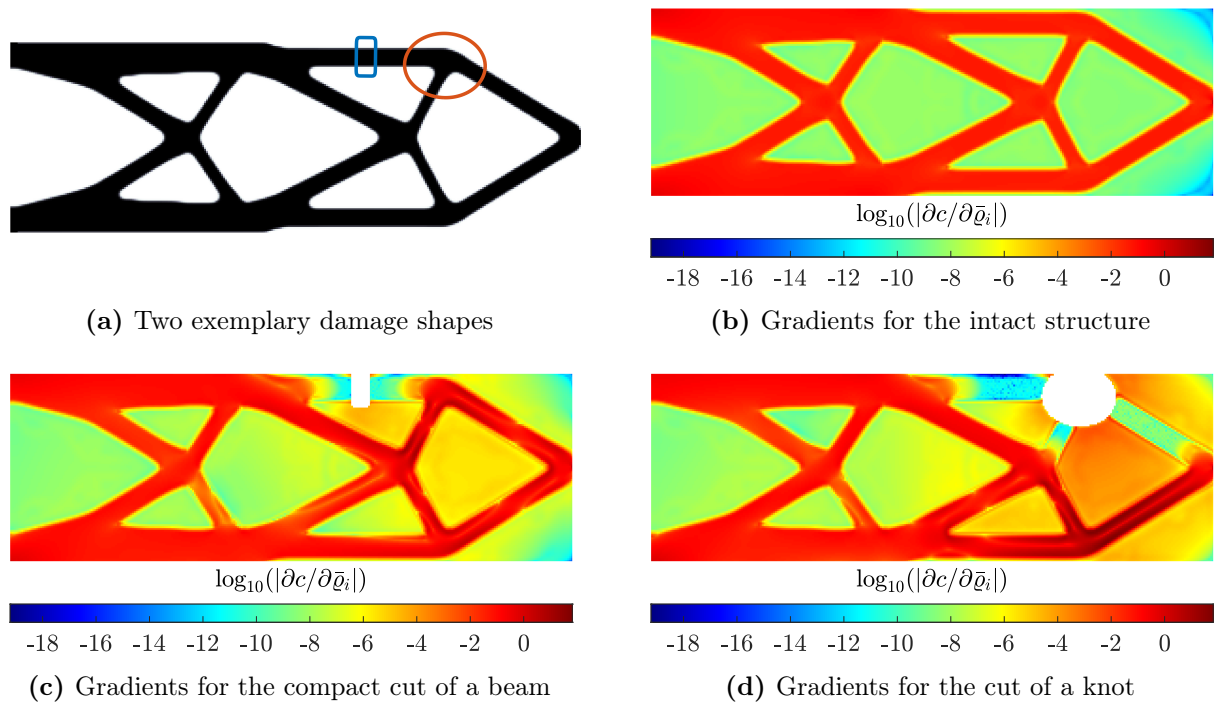 (a) Two exemplary damage shapes
log₁₀(|∂c/∂ϱ̄ᵢ|)
-18 -16 -14 -12 -10 -8 -6 -4 -2 0
(b) Gradients for the intact structure
log₁₀(|∂c/∂ϱ̄ᵢ|)
-18 -16 -14 -12 -10 -8 -6 -4 -2 0
(c) Gradients for the compact cut of a beam
log₁₀(|∂c/∂ϱ̄ᵢ|)
-18 -16 -14 -12 -10 -8 -6 -4 -2 0
(d) Gradients for the cut of a knot